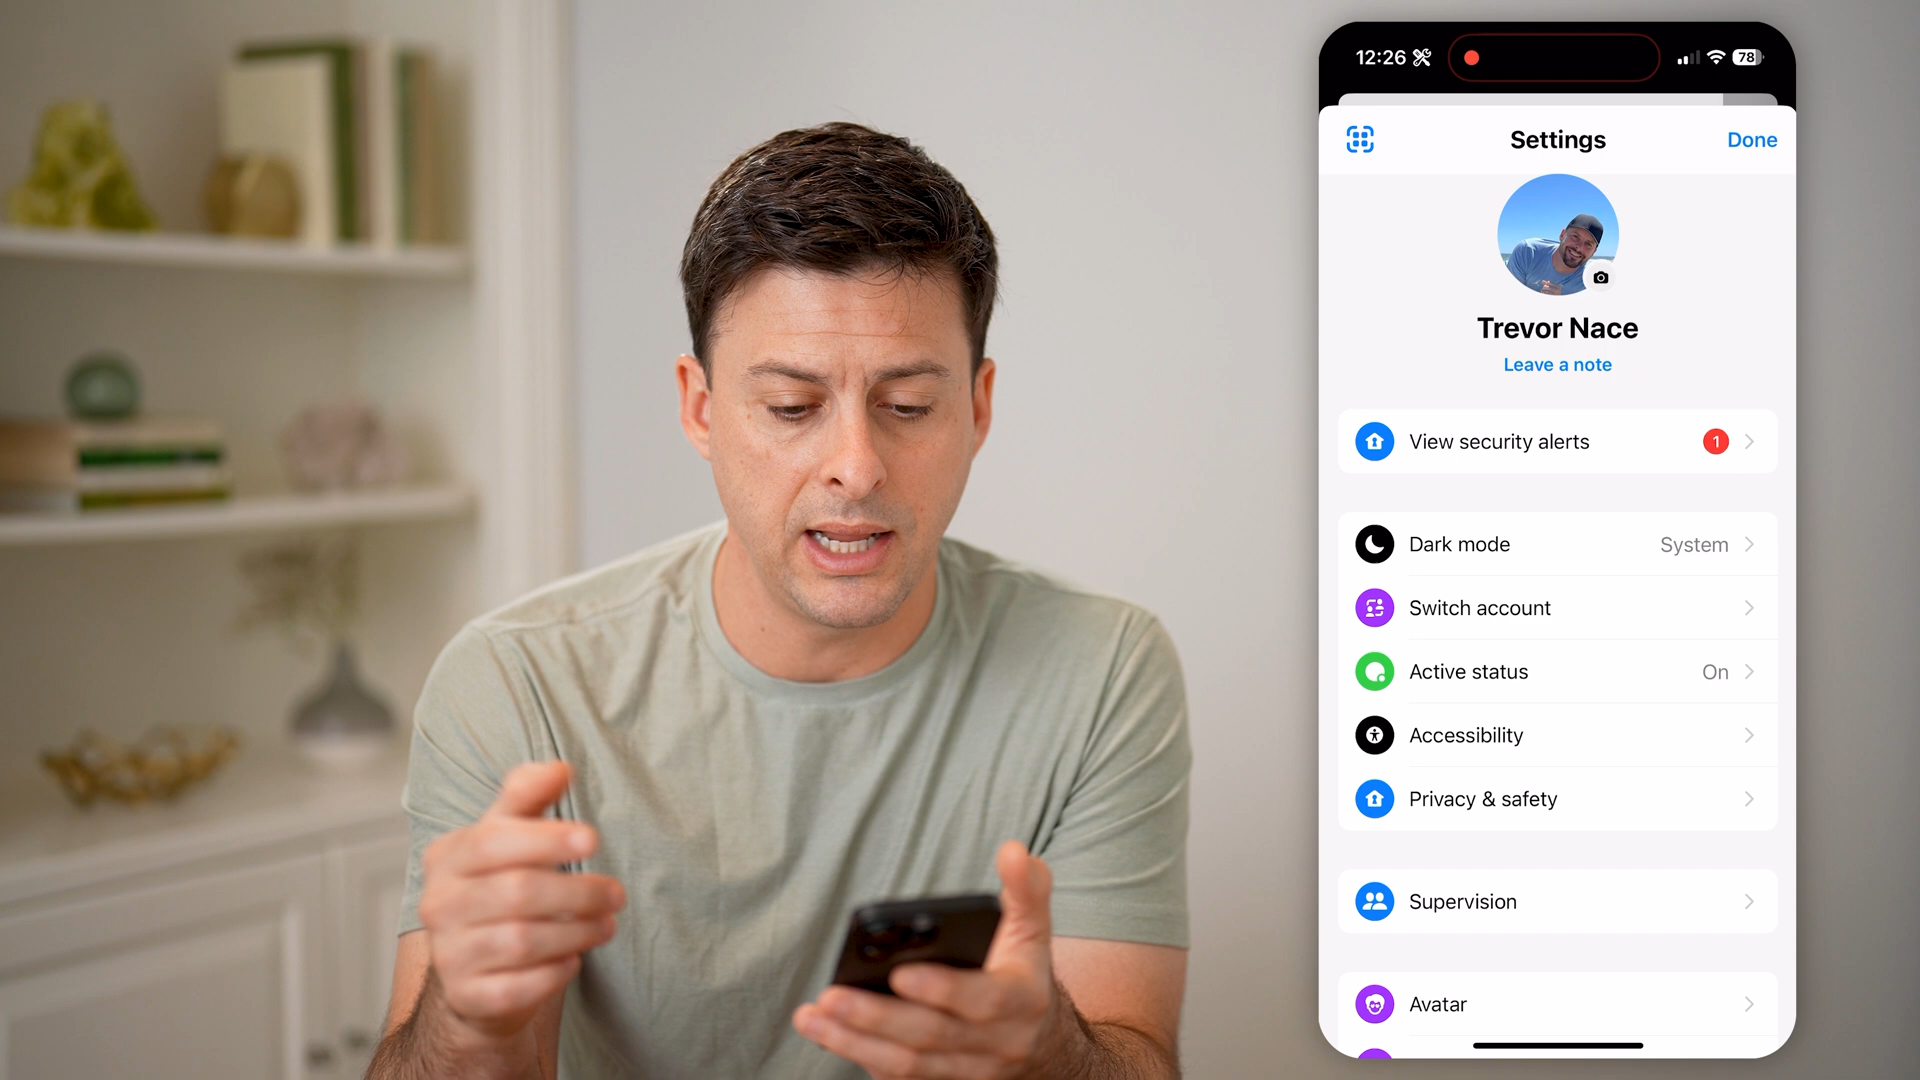 12:26
78
Settings
Done
Trevor Nace
Leave a note
View security alerts 1
Dark mode System
Switch account
Active status On
Accessibility
Privacy & safety
Supervision
Avatar